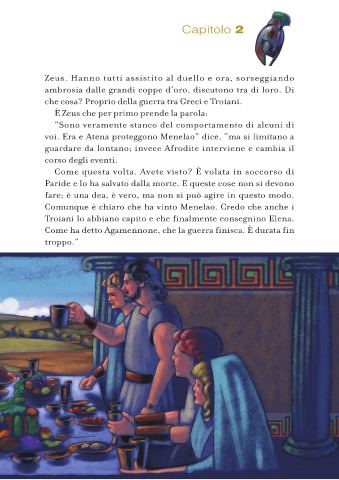 Capitolo 2
Zeus. Hanno tutti assistito al duello e ora, sorseggiando
ambrosia dalle grandi coppe d'oro, discutono tra di loro. Di
che cosa? Proprio della guerra tra Greci e Troiani.
È Zeus che per primo prende la parola:
"Sono veramente stanco del comportamento di alcuni di
voi. Era e Atena proteggono Menelao" dice, "ma si limitano a
guardare da lontano; invece Afrodite interviene e cambia il
corso degli eventi.
Come questa volta. Avete visto? È volata in soccorso di
Paride e lo ha salvato dalla morte. E queste cose non si devono
fare; è una dea, è vero, ma non si può agire in questo modo.
Comunque è chiaro che ha vinto Menelao. Credo che anche i
Troiani lo abbiano capito e che finalmente consegnino Elena.
Come ha detto Agamennone, che la guerra finisca. È durata fin
troppo."